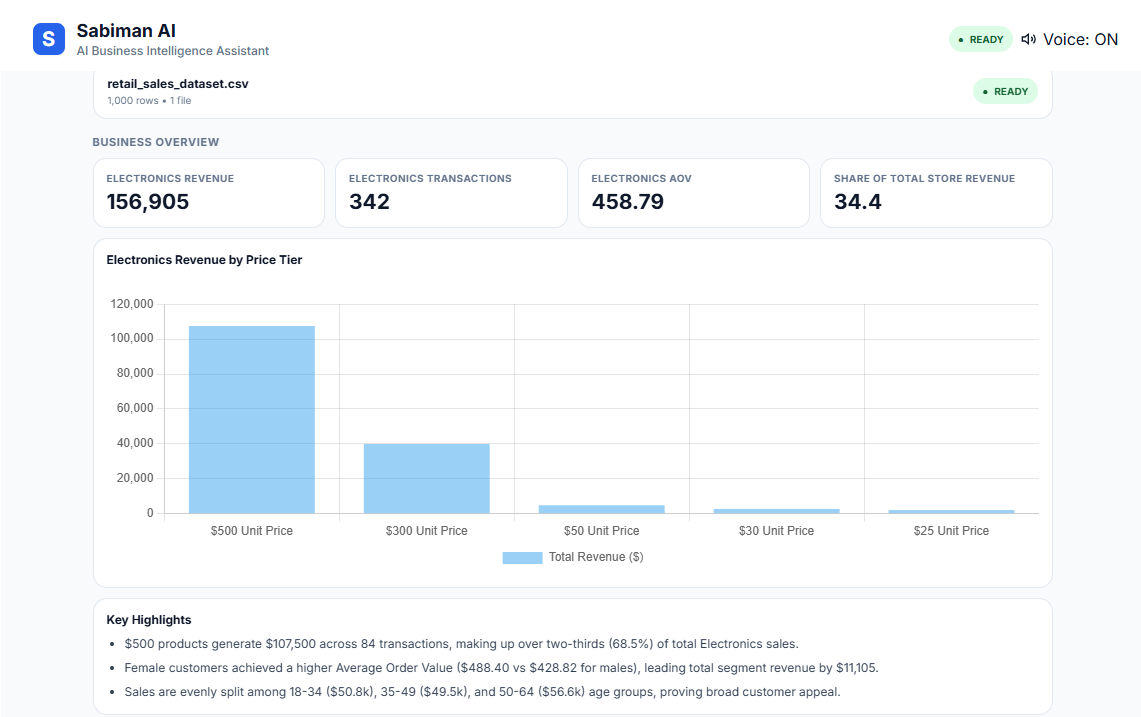 S
Sabiman AI
AI Business Intelligence Assistant
• READY
Voice: ON
retail_sales_dataset.csv
1,000 rows • 1 file
• READY
BUSINESS OVERVIEW
ELECTRONICS REVENUE
156,905
ELECTRONICS TRANSACTIONS
342
ELECTRONICS AOV
458.79
SHARE OF TOTAL STORE REVENUE
34.4
Electronics Revenue by Price Tier
120,000
100,000
80,000
60,000
40,000
20,000
0
$500 Unit Price
$300 Unit Price
$50 Unit Price
$30 Unit Price
$25 Unit Price
Total Revenue ($)
Key Highlights
• $500 products generate $107,500 across 84 transactions, making up over two-thirds (68.5%) of total Electronics sales.
• Female customers achieved a higher Average Order Value ($488.40 vs $428.82 for males), leading total segment revenue by $11,105.
• Sales are evenly split among 18-34 ($50.8k), 35-49 ($49.5k), and 50-64 ($56.6k) age groups, proving broad customer appeal.